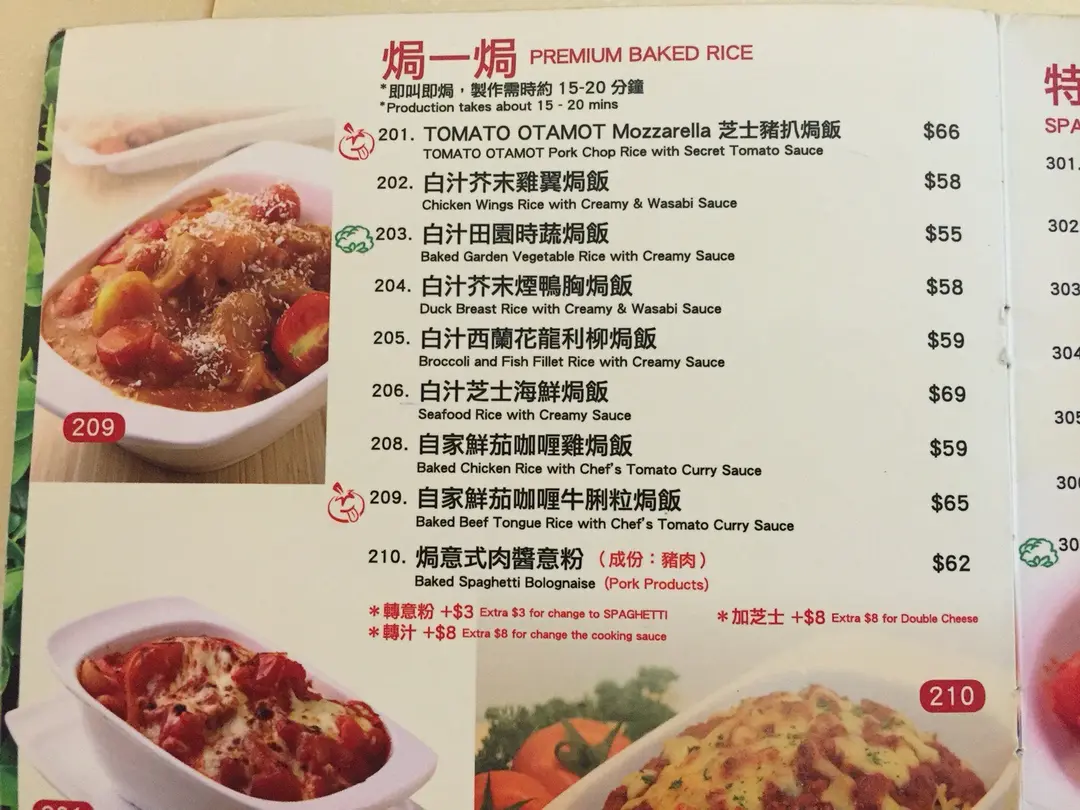 焗一焗 PREMIUM BAKED RICE
*即叫即焗,製作需時約 15-20 分鐘
*Production takes about 15 - 20 mins
201. TOMATO OTAMOT Mozzarella 芝士豬扒焗飯 $66
TOMATO OTAMOT Pork Chop Rice with Secret Tomato Sauce
202. 白汁芥末雞翼焗飯 $58
Chicken Wings Rice with Creamy & Wasabi Sauce
203. 白汁田園時蔬焗飯 $55
Baked Garden Vegetable Rice with Creamy Sauce
204. 白汁芥末煙鴨胸焗飯 $58
Duck Breast Rice with Creamy & Wasabi Sauce
205. 白汁西蘭花龍利柳焗飯 $59
Broccoli and Fish Fillet Rice with Creamy Sauce
206. 白汁芝士海鮮焗飯 $69
Seafood Rice with Creamy Sauce
208. 自家鮮茄咖喱雞焗飯 $59
Baked Chicken Rice with Chef's Tomato Curry Sauce
209. 自家鮮茄咖喱牛脷粒焗飯 $65
Baked Beef Tongue Rice with Chef's Tomato Curry Sauce
210. 焗意式肉醬意粉 (成份:豬肉) $62
Baked Spaghetti Bolognaise (Pork Products)
*轉意粉 +$3 Extra $3 for change to SPAGHETTI *加芝士 +$8 Extra $8 for Double Cheese
*轉汁 +$8 Extra $8 for change the cooking sauce
209
210
特
SPA
301.
302
303
304
305
30